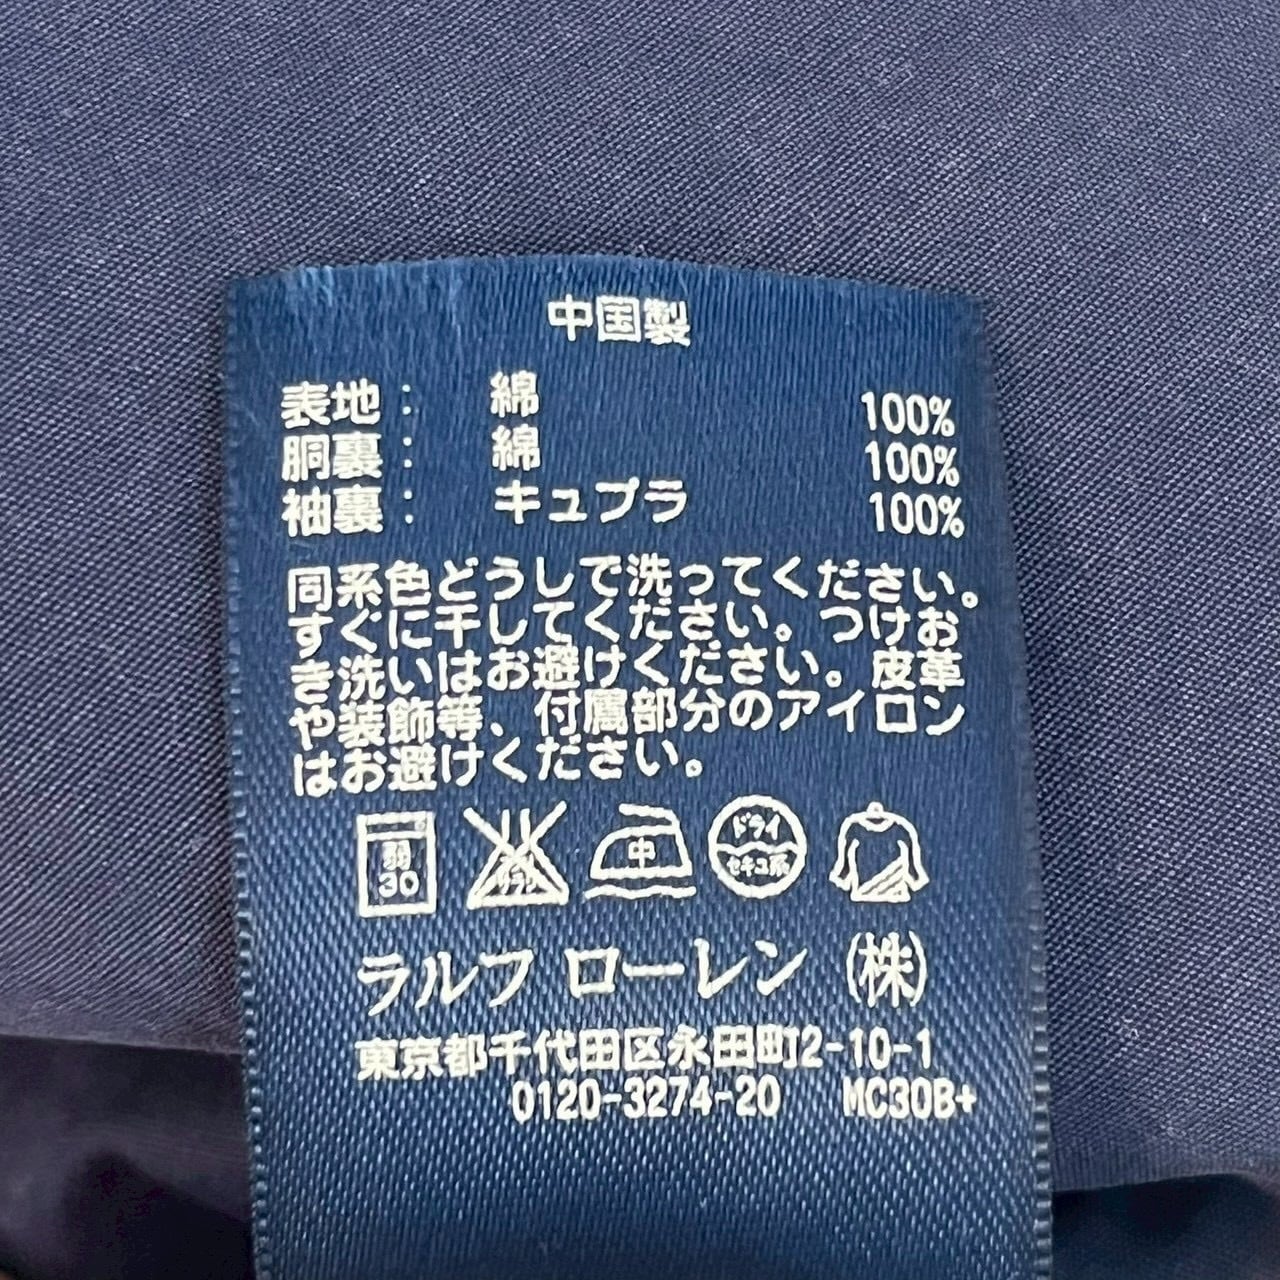 中国製
表地： 綿 100%
胴裏： 綿 100%
袖裏： キュプラ 100%
同系色どうしで洗ってください。
すぐに干してください。つけお
き洗いはお避けください。皮革
や装飾等、付属部分のアイロン
はお避けください。
弱 30 中 ドライ セキユ系
ラルフ ローレン (株)
東京都千代田区永田町2-10-1
0120-3274-20 MC30B+